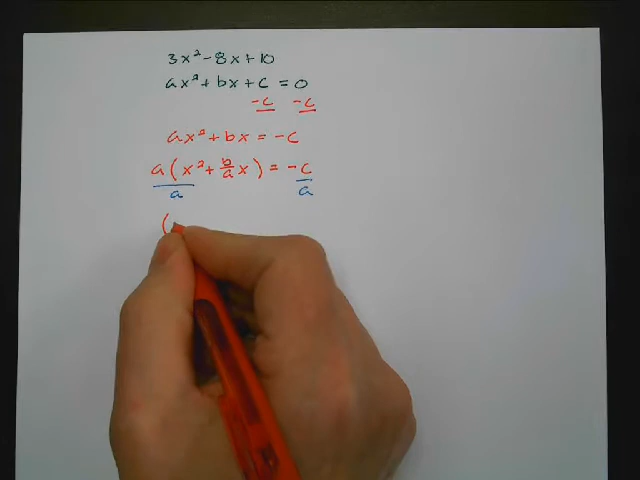 3x² - 8x + 10
ax² + bx + c = 0
-c -c
ax² + bx = -c
a(x² + b/a x) = -c
a a
(